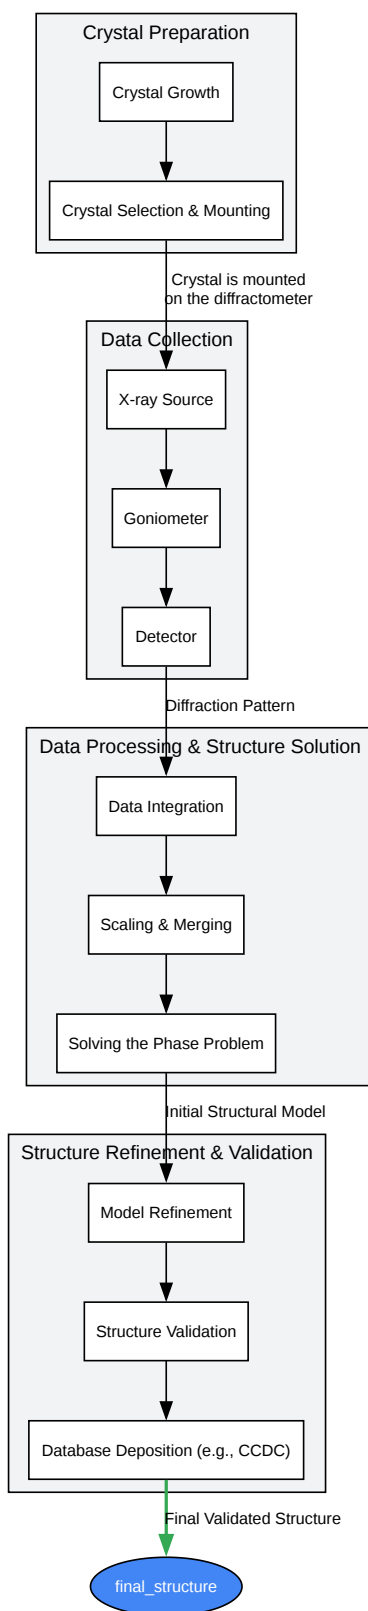 Crystal Preparation
Crystal Growth
Crystal Selection & Mounting
Crystal is mounted
on the diffractometer
Data Collection
X-ray Source
Goniometer
Detector
Diffraction Pattern
Data Processing & Structure Solution
Data Integration
Scaling & Merging
Solving the Phase Problem
Initial Structural Model
Structure Refinement & Validation
Model Refinement
Structure Validation
Database Deposition (e.g., CCDC)
Final Validated Structure
final_structure